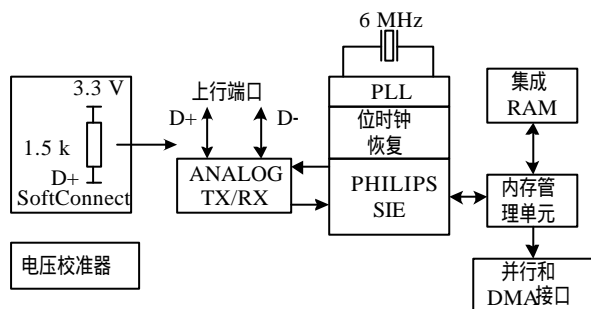 6 MHz
3.3 V
1.5 k
D+
SoftConnect
上行端口
D+
D-
ANALOG
TX/RX
PLL
位时钟
恢复
PHILIPS
SIE
集成
RAM
内存管
理单元
并行和
DMA接口
电压校准器